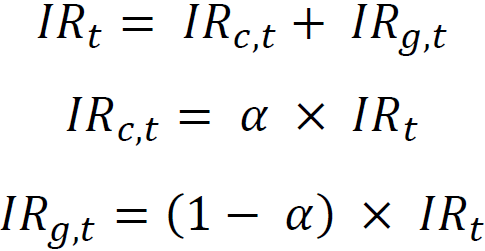 IR_t = IR_{c,t} + IR_{g,t}
IR_{c,t} = α × IR_t
IR_{g,t} = (1 − α) × IR_t